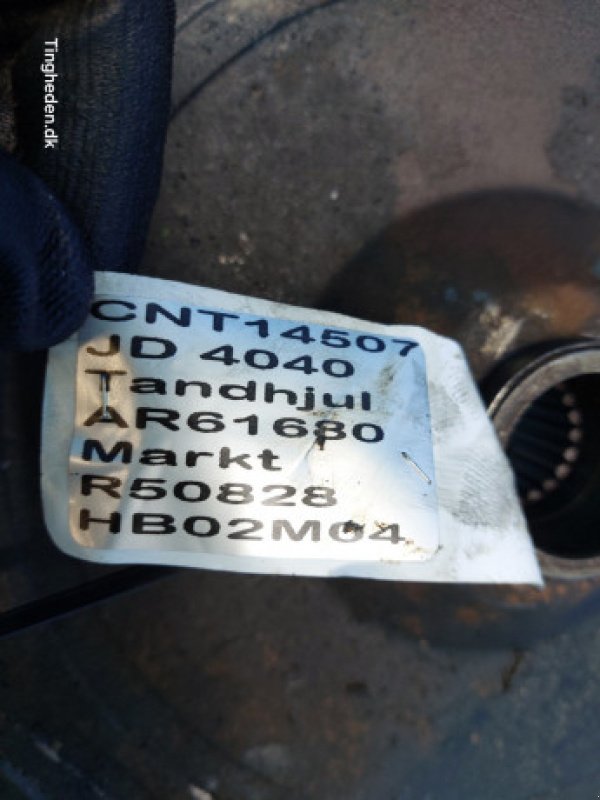 Tingheden.dk
CNT14507
JD 4040
Tandhjul
AR61680
Markt
R50828
HB02M04